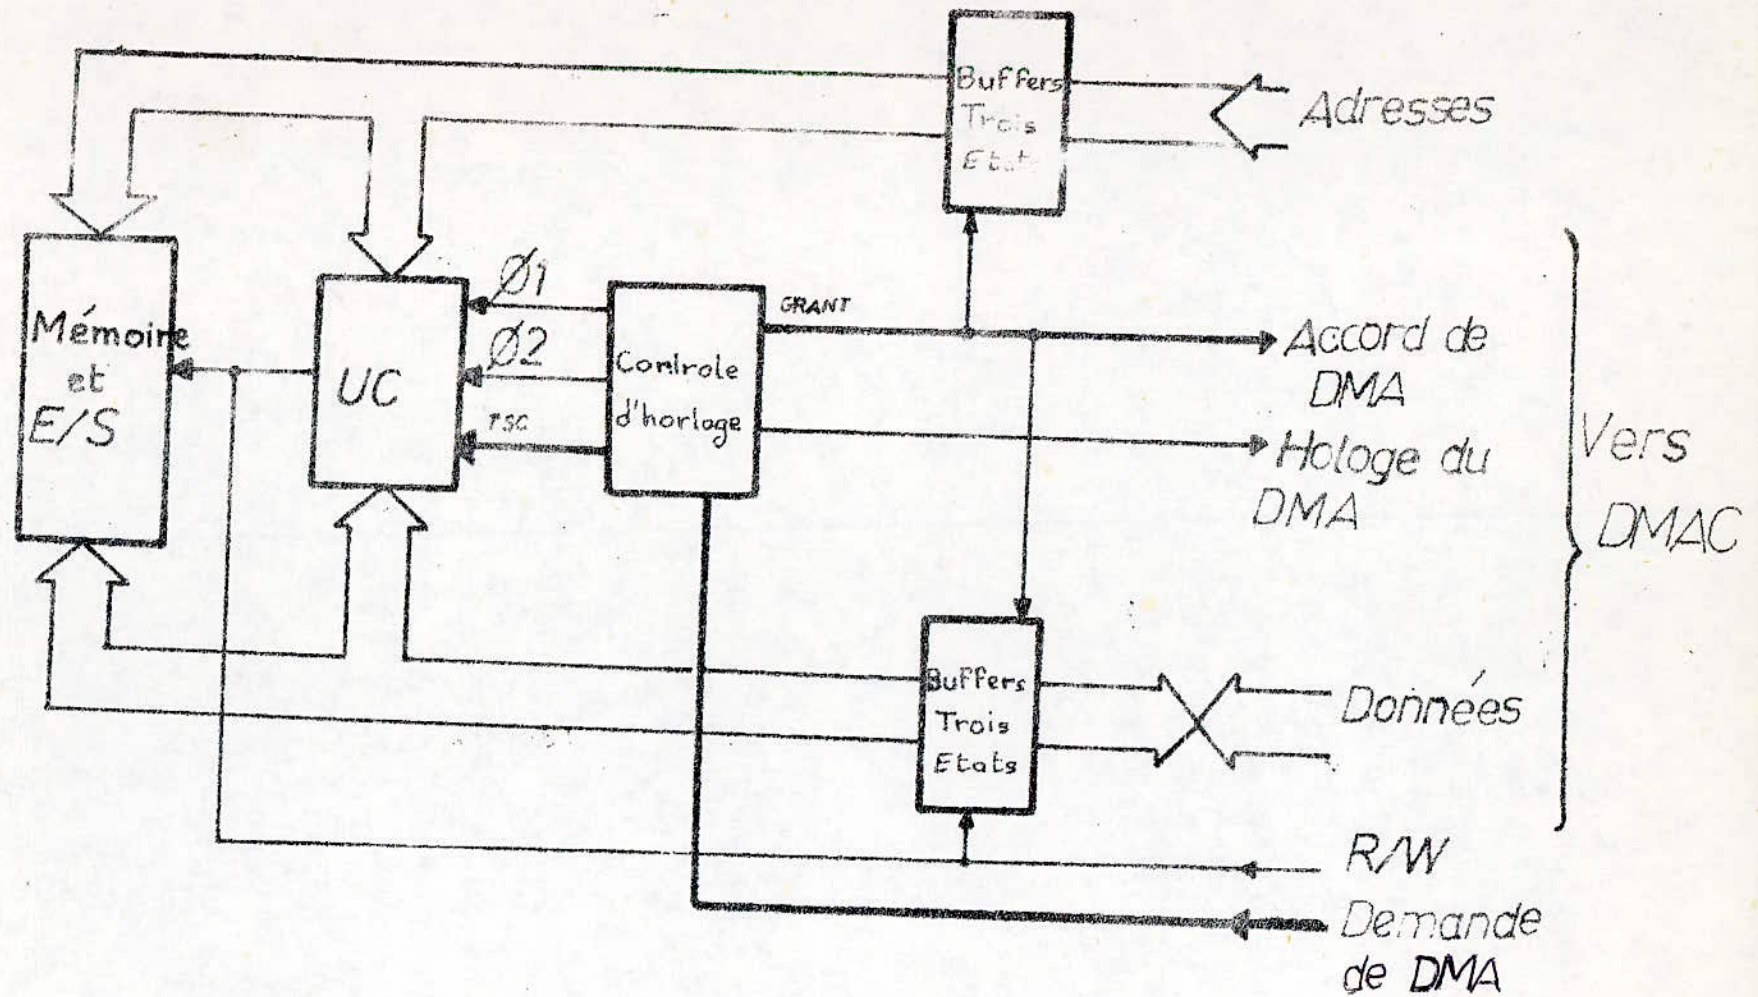 Buffers
Trois
Etats
Adresses
Mémoire
et
E/S
UC
Ø1
Ø2
TSC
Controle
d'horloge
GRANT
Accord de
DMA
Hologe du
DMA
Vers
DMAC
Buffers
Trois
Etats
Données
R/W
Demande
de DMA